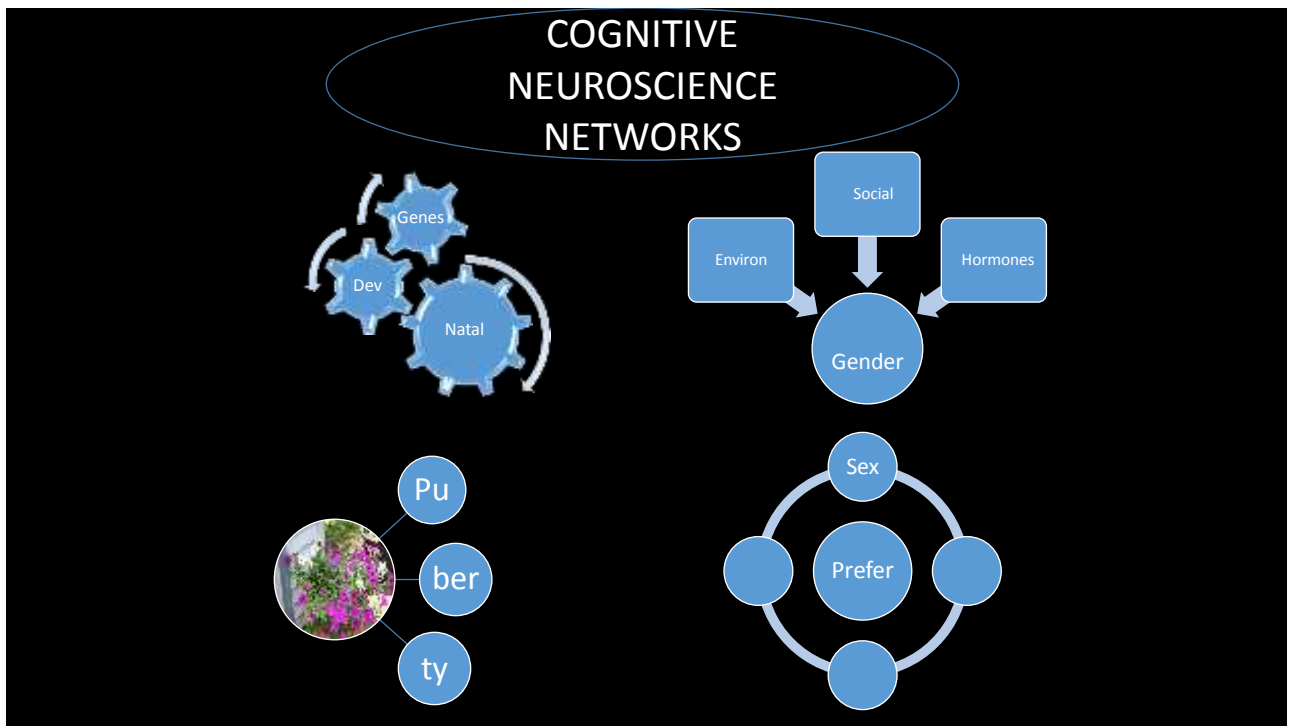 COGNITIVE
NEUROSCIENCE
NETWORKS
Genes
Dev
Natal
Social
Environ
Hormones
Gender
Pu
ber
ty
Sex
Prefer